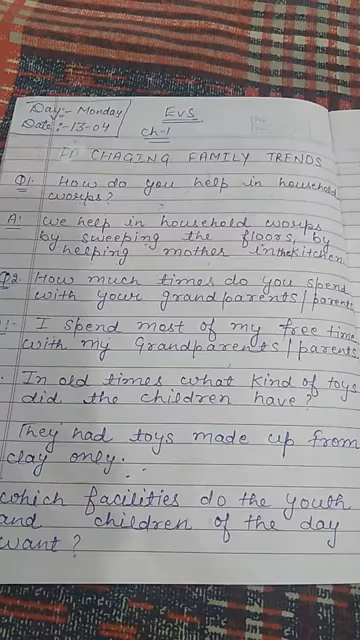 Day:- Monday
Date:-13-04
EVS
Ch-1
CHAGING FAMILY TRENDS
Q1. How do you help in household
worps?
A: We help in household worps
by sweeping the floors, by
helping mother in the kitchen
Q2. How much times do you spend
with your grandparents/parents
: I spend most of my free time
with my Grandparents/parents
. In old times what kind of toys
did the children have?
They had toys made up from
clay only.
which facilities do the youth
and children of the day
want?